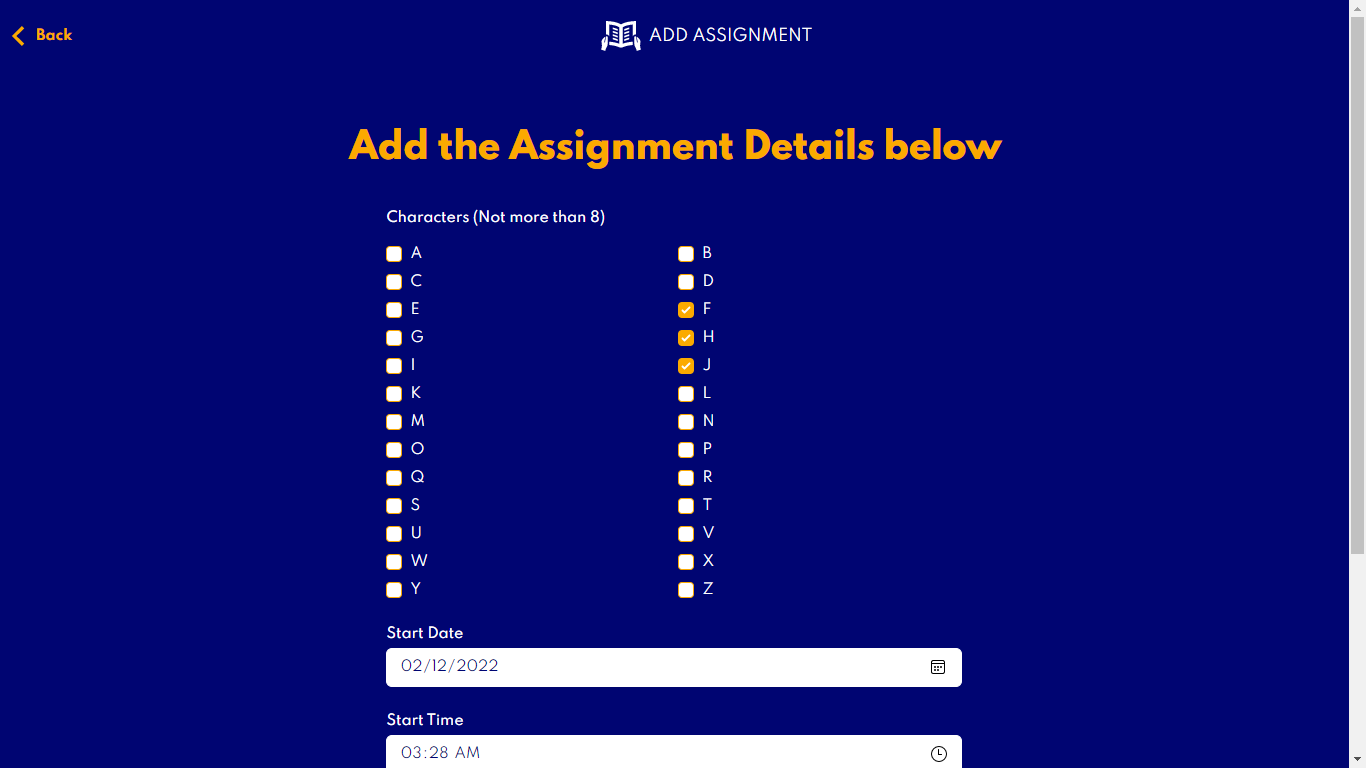 Back
ADD ASSIGNMENT
Add the Assignment Details below
Characters (Not more than 8)
A B
C D
E F
G H
I J
K L
M N
O P
Q R
S T
U V
W X
Y Z
Start Date
02/12/2022
Start Time
03:28 AM